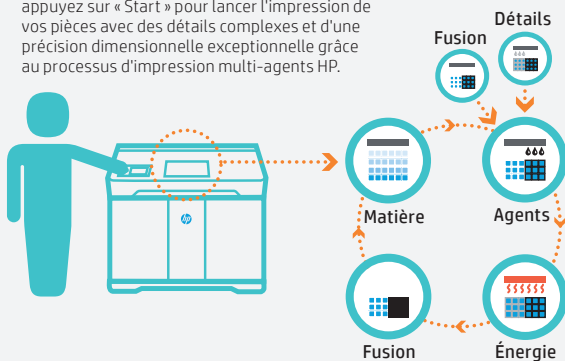 appuyez sur « Start » pour lancer l'impression de
vos pièces avec des détails complexes et d'une
précision dimensionnelle exceptionnelle grâce
au processus d'impression multi-agents HP.
Détails
Fusion
Matière
Agents
hp
Fusion
Énergie